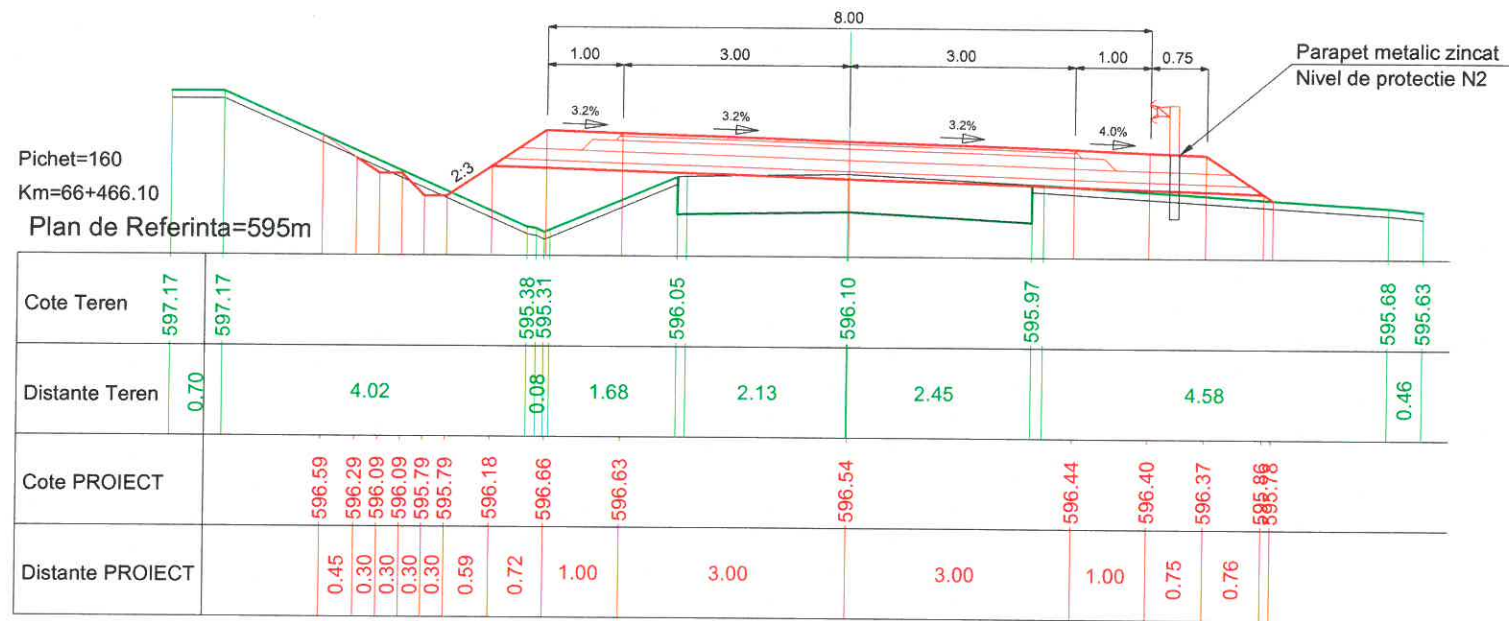 8.00
1.00 3.00 3.00 1.00 0.75
Parapet metalic zincat
Nivel de protectie N2
3.2% 3.2% 3.2% 4.0%
2:3
Pichet=160
Km=66+466.10
Plan de Referinta=595m
Cote Teren 597.17 597.17 595.38 595.31 596.05 596.10 595.97 595.68 595.63
Distante Teren 0.70 4.02 0.08 1.68 2.13 2.45 4.58 0.46
Cote PROIECT 596.59 596.29 596.09 596.09 595.79 595.79 596.18 596.66 596.63 596.54 596.44 596.40 596.37 595.86 595.78
Distante PROIECT 0.45 0.30 0.30 0.30 0.30 0.59 0.72 1.00 3.00 3.00 1.00 0.75 0.76